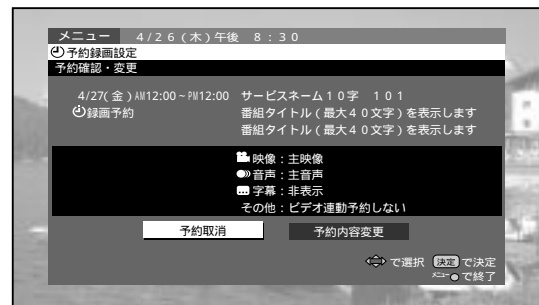 メニュー 4/26(木)午後 8:30
予約録画設定
予約確認・変更
4/27(金)AM12:00~PM12:00 サービスネーム10字 101
録画予約 番組タイトル(最大40文字)を表示します
番組タイトル(最大40文字)を表示します
映像:主映像
音声:主音声
字幕:非表示
その他:ビデオ連動予約しない
予約取消 予約内容変更
で選択 決定 で決定
メニュー で終了